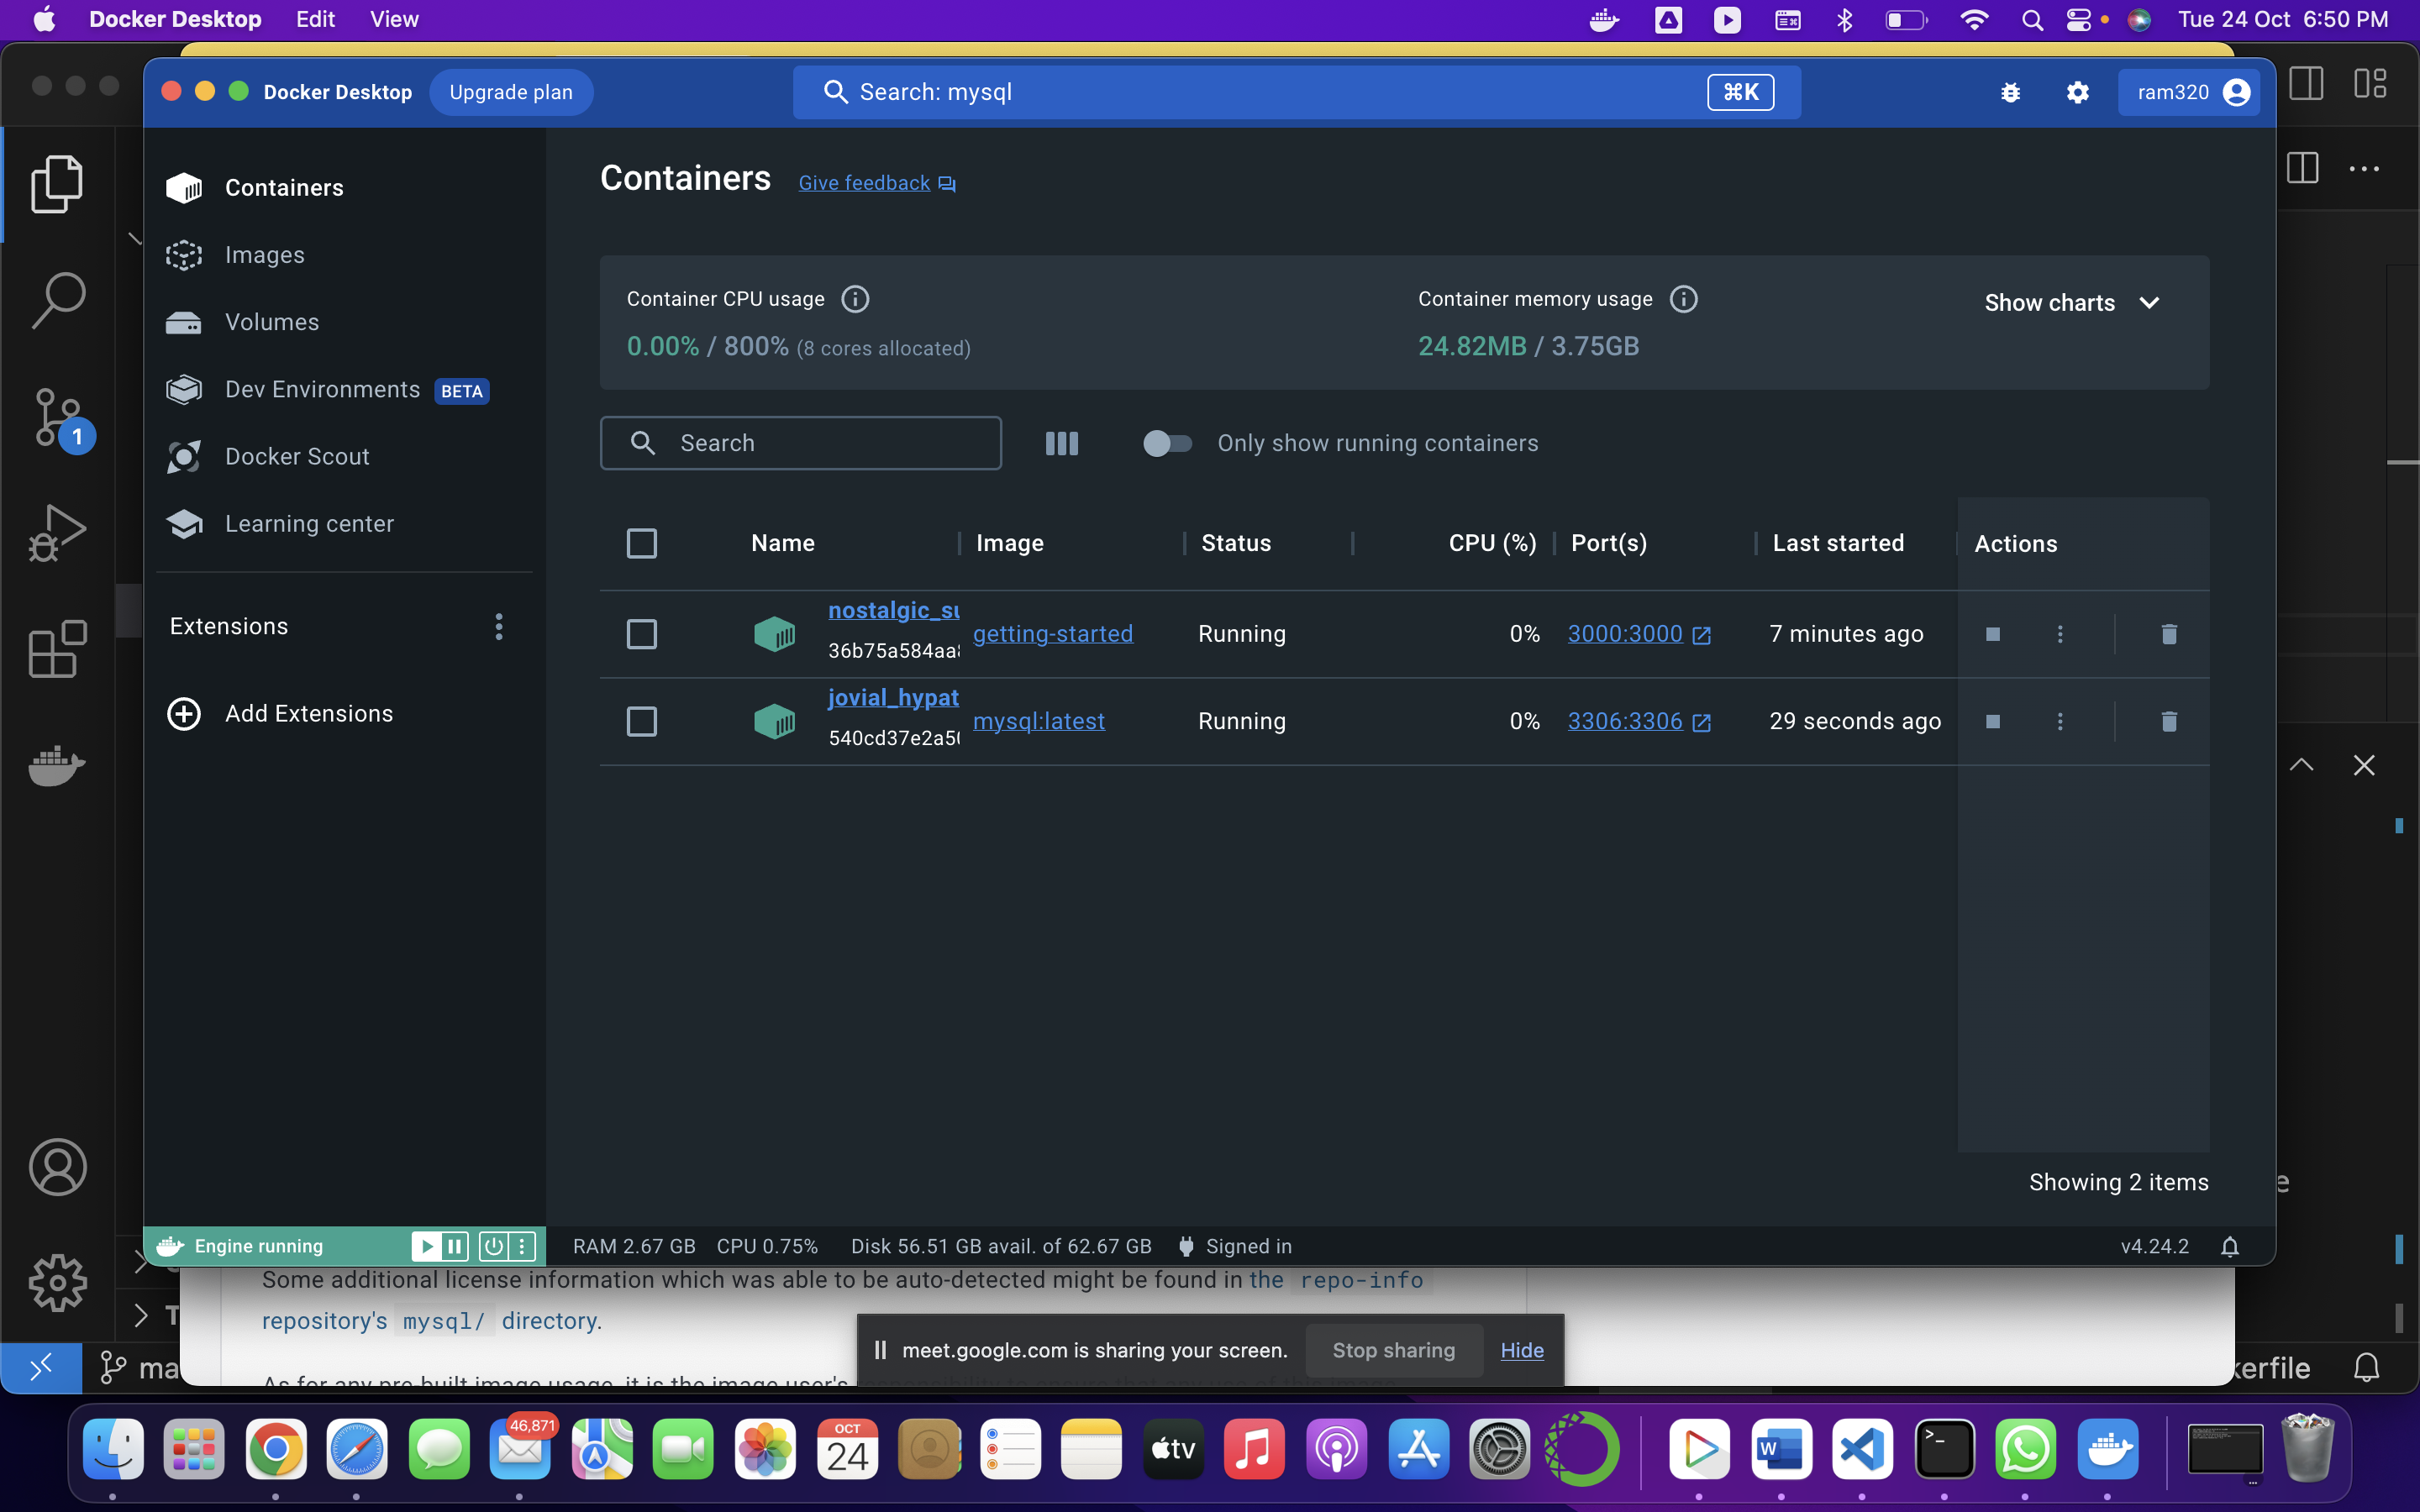 Docker Desktop Edit View
Tue 24 Oct 6:50 PM
Docker Desktop Upgrade plan
Search: mysql ⌘K
ram320
Containers
Images
Volumes
Dev Environments BETA
Docker Scout
Learning center
Extensions
Add Extensions
1
Containers Give feedback
Container CPU usage
0.00% / 800% (8 cores allocated)
Container memory usage
24.82MB / 3.75GB
Show charts
Search
Only show running containers
Name Image Status CPU (%) Port(s) Last started Actions
nostalgic_su
36b75a584aa
getting-started Running 0% 3000:3000 7 minutes ago
jovial_hypat
540cd37e2a5
mysql:latest Running 0% 3306:3306 29 seconds ago
Showing 2 items
Engine running
RAM 2.67 GB CPU 0.75% Disk 56.51 GB avail. of 62.67 GB Signed in
v4.24.2
Some additional license information which was able to be auto-detected might be found in the repo-info
repository's mysql/ directory.
As for any pre-built image usage, it is the image user's
meet.google.com is sharing your screen. Stop sharing Hide
T
ma
kerfile
e
46,871
OCT
24
tv
W
>_